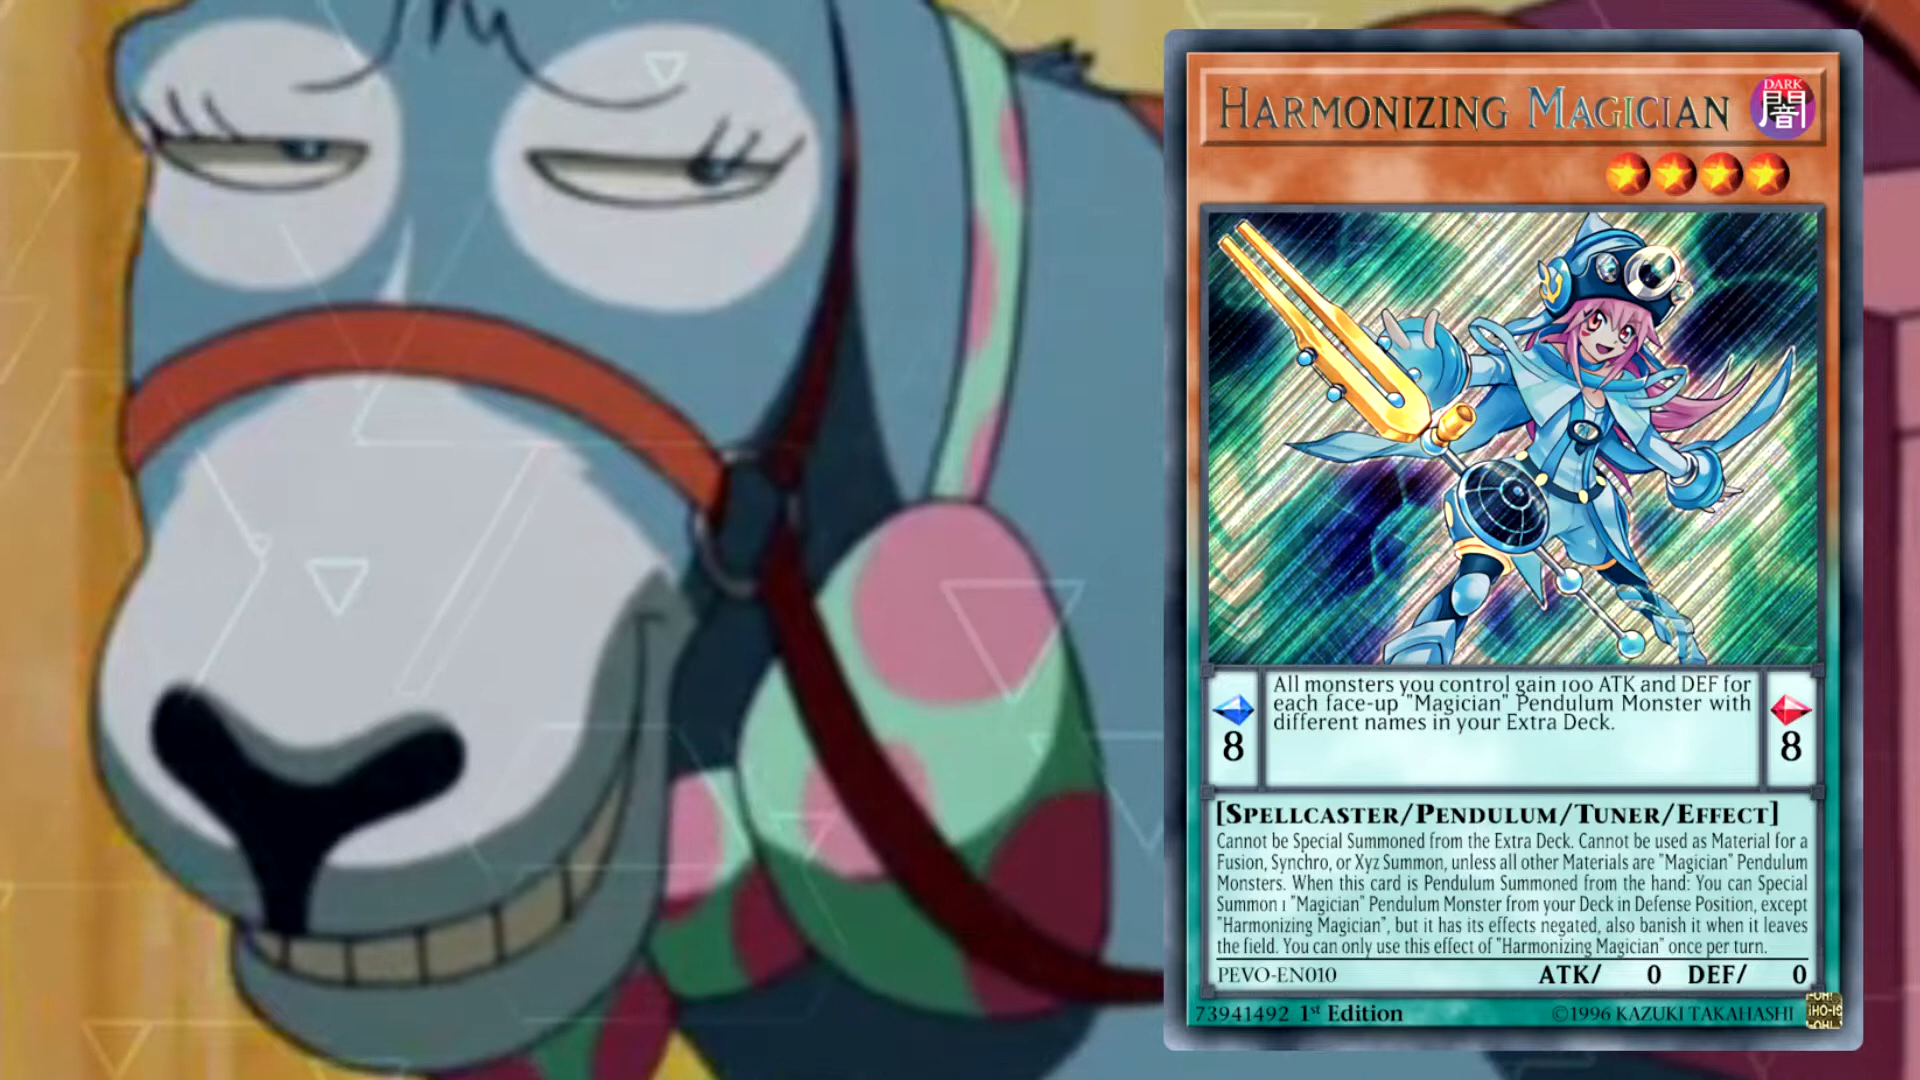 HARMONIZING MAGICIAN
DARK
闇
All monsters you control gain 100 ATK and DEF for
each face-up "Magician" Pendulum Monster with
different names in your Extra Deck.
8
8
[SPELLCASTER/PENDULUM/TUNER/EFFECT]
Cannot be Special Summoned from the Extra Deck. Cannot be used as Material for a
Fusion, Synchro, or Xyz Summon, unless all other Materials are "Magician" Pendulum
Monsters. When this card is Pendulum Summoned from the hand: You can Special
Summon 1 "Magician" Pendulum Monster from your Deck in Defense Position, except
"Harmonizing Magician", but it has its effects negated, also banish it when it leaves
the field. You can only use this effect of "Harmonizing Magician" once per turn.
PEVO-EN010
ATK/ 0 DEF/ 0
73941492 1st Edition
©1996 KAZUKI TAKAHASHI